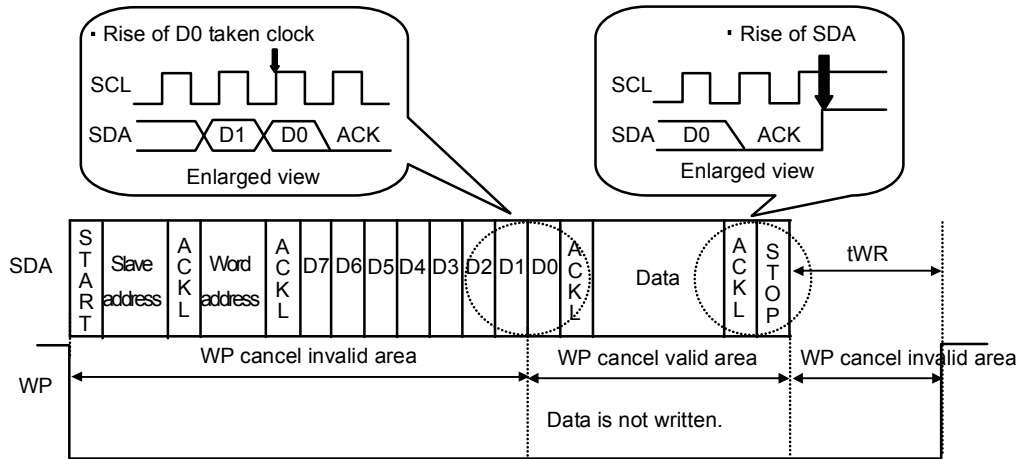 · Rise of D0 taken clock
SCL
SDA
D1
D0
ACK
Enlarged view
· Rise of SDA
SCL
SDA
D0
ACK
Enlarged view
SDA
START
Slave address
ACKL
Word address
ACKL
D7
D6
D5
D4
D3
D2
D1
D0
ACKL
Data
ACKL
STOP
tWR
WP cancel invalid area
WP cancel valid area
WP cancel invalid area
WP
Data is not written.